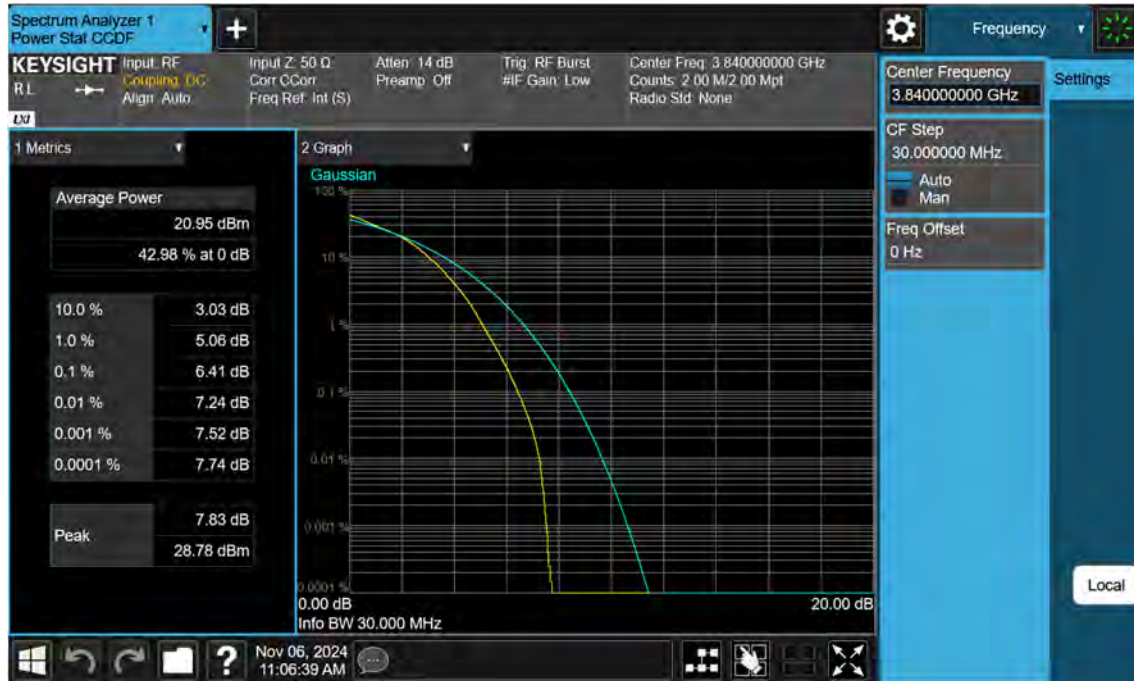 Spectrum Analyzer 1
Power Stat CCDF
Frequency
KEYSIGHT
RL
LXI
Input: RF
Coupling: DC
Align: Auto
Input Z: 50 Ω
Corr CCorr
Freq Ref: Int (S)
Atten: 14 dB
Preamp: Off
Trig: RF Burst
#IF Gain: Low
Center Freq: 3.840000000 GHz
Counts: 2.00 M/2.00 Mpt
Radio Std: None
Center Frequency
3.840000000 GHz
Settings
CF Step
30.000000 MHz
Auto
Man
Freq Offset
0 Hz
Local
1 Metrics
Average Power
20.95 dBm
42.98 % at 0 dB
10.0 % 3.03 dB
1.0 % 5.06 dB
0.1 % 6.41 dB
0.01 % 7.24 dB
0.001 % 7.52 dB
0.0001 % 7.74 dB
Peak
7.83 dB
28.78 dBm
2 Graph
Gaussian
100 %
10 %
1 %
0.1 %
0.01 %
0.001 %
0.0001 %
0.00 dB 20.00 dB
Info BW 30.000 MHz
Nov 06, 2024
11:06:39 AM